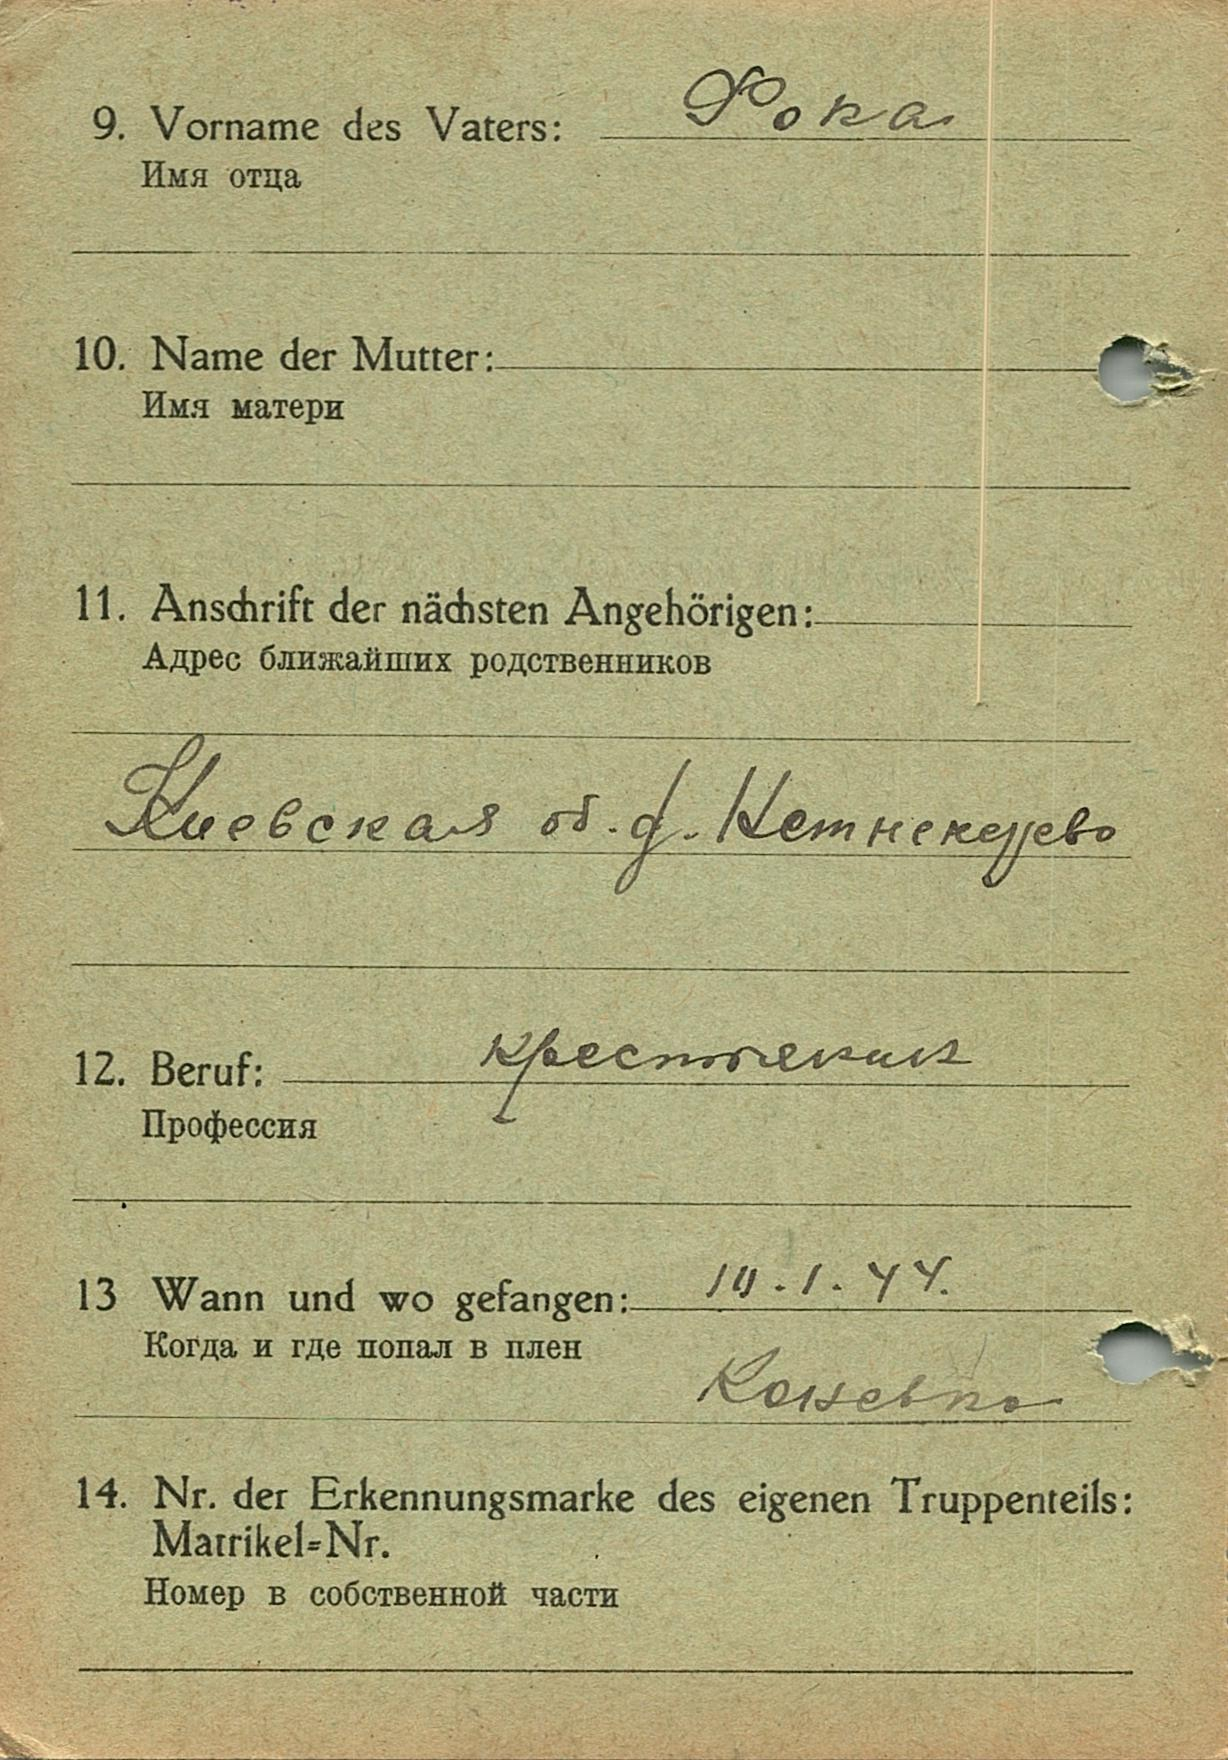 9. Vorname des Vaters: Фока
Имя отца
10. Name der Mutter:
Имя матери
11. Anschrift der nächsten Angehörigen:
Адрес ближайших родственников
Киевская об. д.
12. Beruf: крестьянин
Профессия
13 Wann und wo gefangen: 10.1.44.
Когда и где попал в плен
14. Nr. der Erkennungsmarke des eigenen Truppenteils:
Matrikel=Nr.
Номер в собственной части